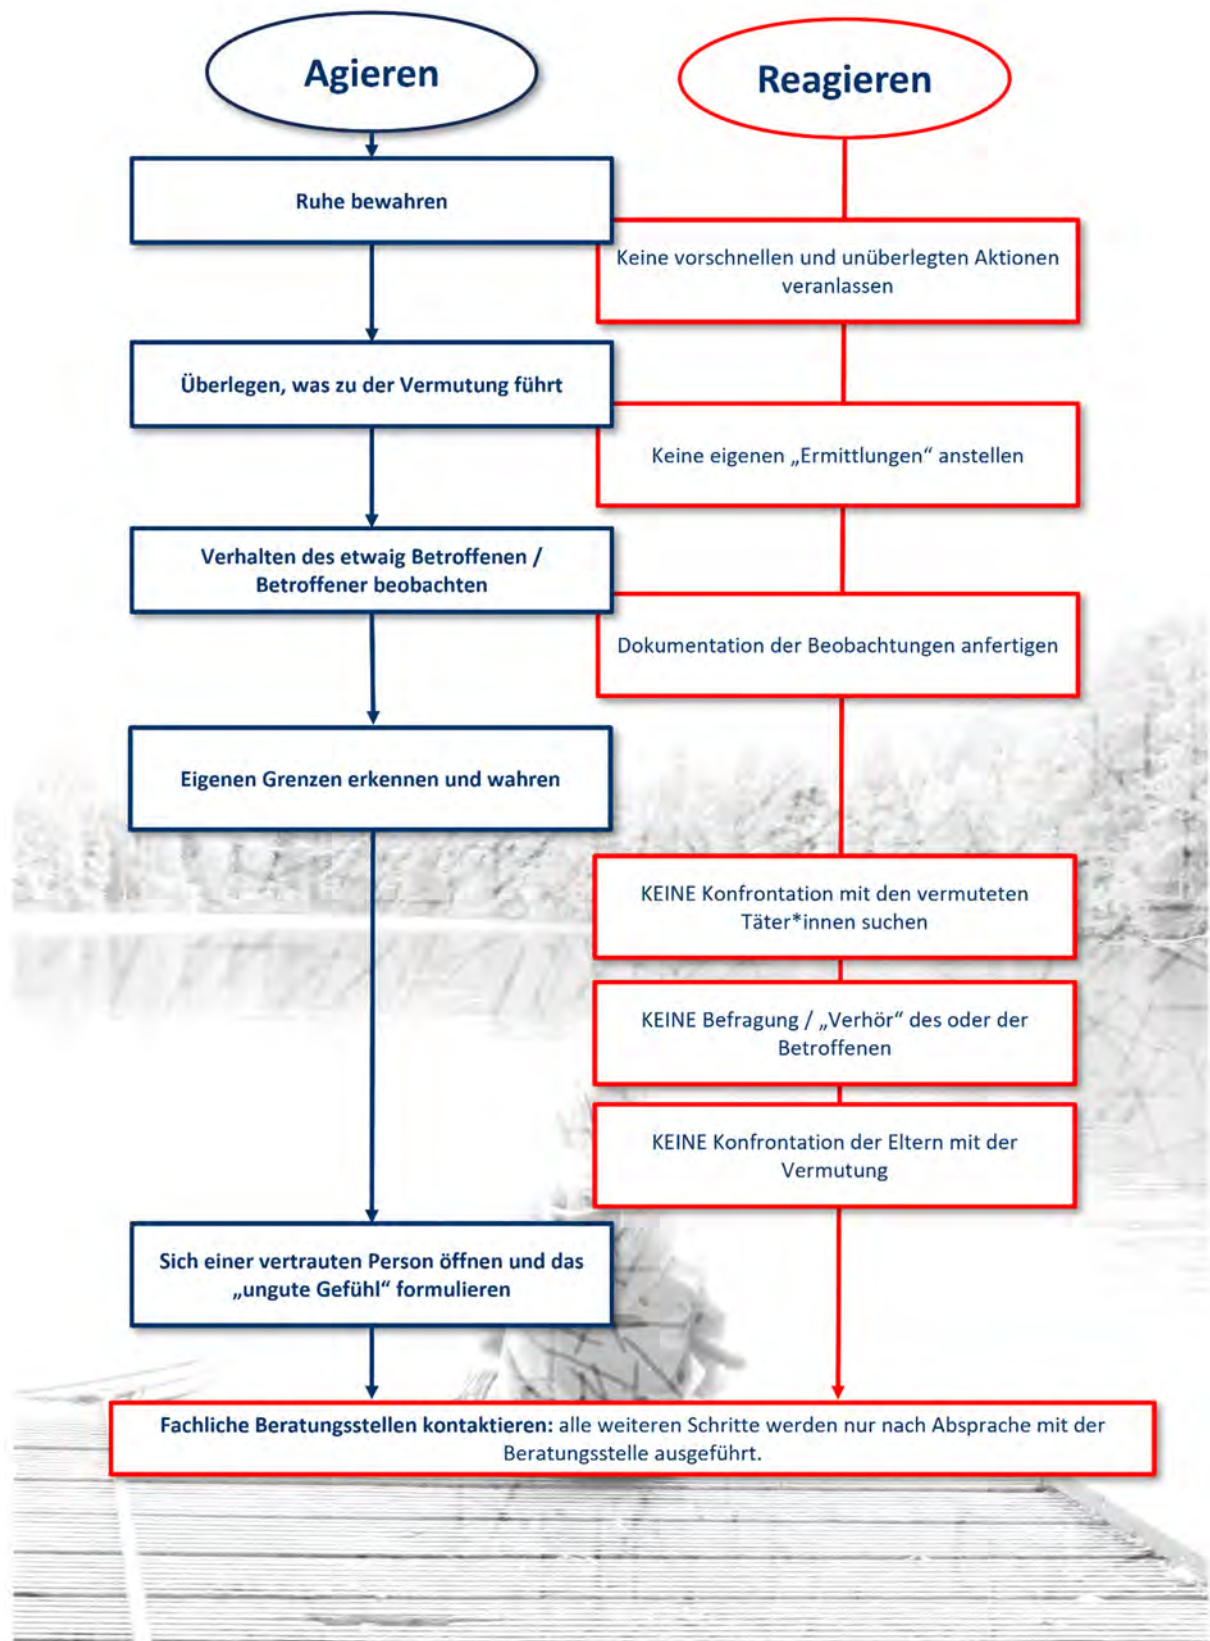 Agieren
Reagieren
Ruhe bewahren
Keine vorschnellen und unüberlegten Aktionen
veranlassen
Überlegen, was zu der Vermutung führt
Keine eigenen „Ermittlungen“ anstellen
Verhalten des etwaig Betroffenen /
Betroffener beobachten
Dokumentation der Beobachtungen anfertigen
Eigenen Grenzen erkennen und wahren
KEINE Konfrontation mit den vermuteten
Täter*innen suchen
KEINE Befragung / „Verhör“ des oder der
Betroffenen
KEINE Konfrontation der Eltern mit der
Vermutung
Sich einer vertrauten Person öffnen und das
„ungute Gefühl“ formulieren
Fachliche Beratungsstellen kontaktieren: alle weiteren Schritte werden nur nach Absprache mit der
Beratungsstelle ausgeführt.